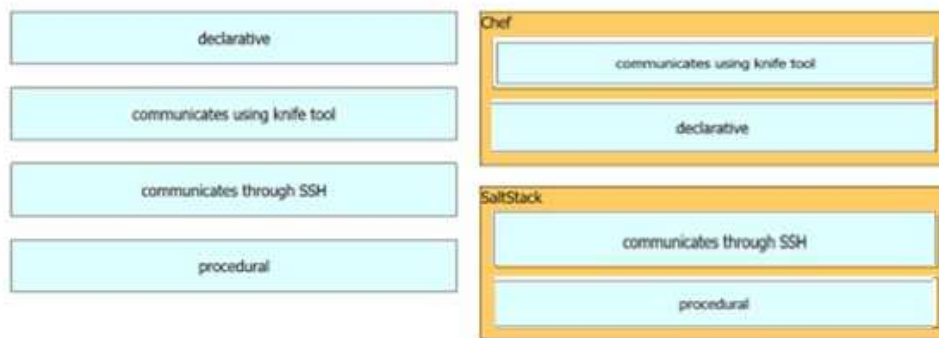 declarative
communicates using knife tool
communicates through SSH
procedural
Chef
communicates using knife tool
declarative
SaltStack
communicates through SSH
procedural